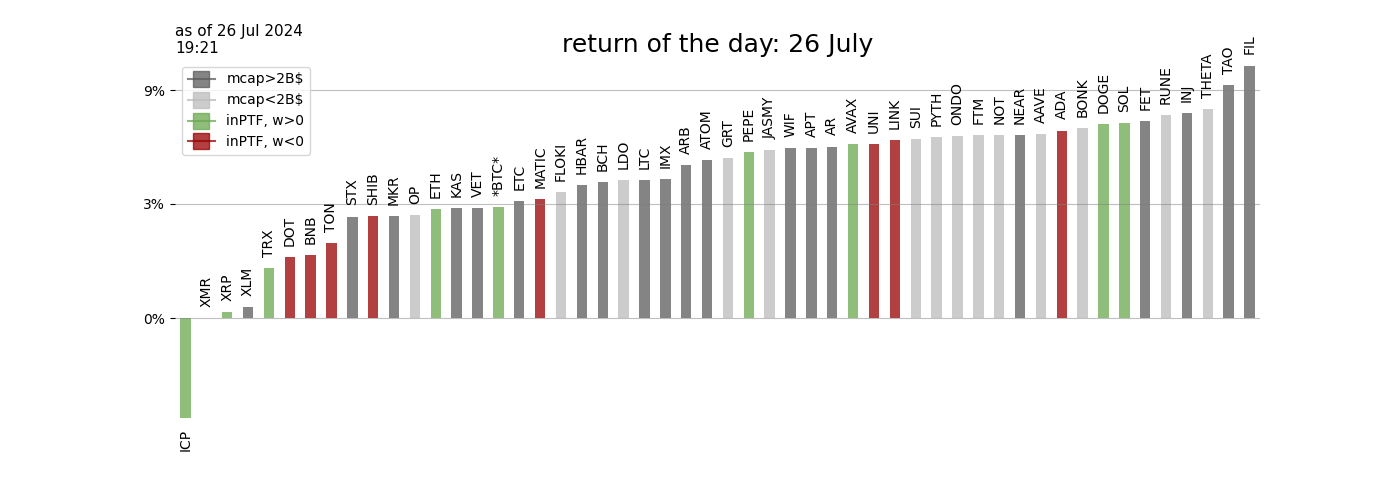 as of 26 Jul 2024
19:21
return of the day: 26 July
mcap>2B$
mcap<2B$
inPTF, w>0
inPTF, w<0
9%
3%
0%
ICP
XMR
XRP
XLM
TRX
DOT
BNB
TON
STX
SHIB
MKR
OP
ETH
KAS
VET
*BTC*
ETC
MATIC
FLOKI
HBAR
BCH
LDO
LTC
IMX
ARB
ATOM
GRT
PEPE
JASMY
WIF
APT
AR
AVAX
UNI
LINK
SUI
PYTH
ONDO
FTM
NOT
NEAR
AAVE
ADA
BONK
DOGE
SOL
FET
RUNE
INJ
THETA
TAO
FIL